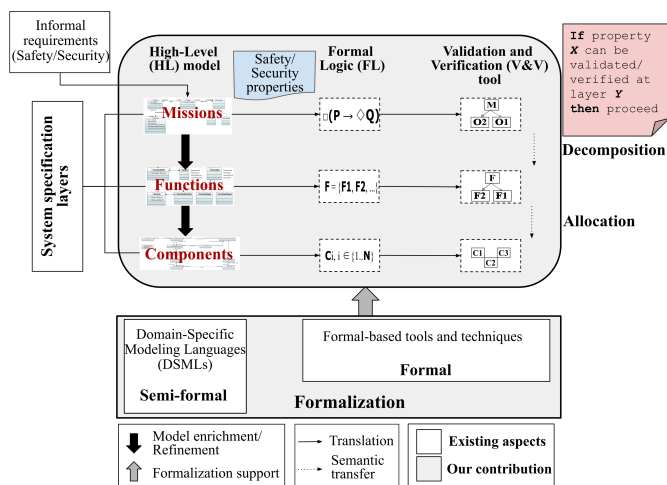 Informal
requirements
(Safety/Security)
High-Level
(HL) model
Safety/
Security
properties
Formal
Logic (FL)
Validation and
Verification (V&V)
tool
If property
X can be
validated/
verified at
layer Y
then proceed
System specification
layers
Missions
□(P → ◇Q)
M
O2 O1
Decomposition
Functions
F = {F1, F2, ...}
F
F2 F1
Allocation
Components
Ci, i ∈ {1..N}
C1 C3
C2
Domain-Specific
Modeling Languages
(DSMLs)
Semi-formal
Formal-based tools and techniques
Formal
Formalization
Model enrichment/
Refinement
Formalization support
Translation
Semantic
transfer
Existing aspects
Our contribution